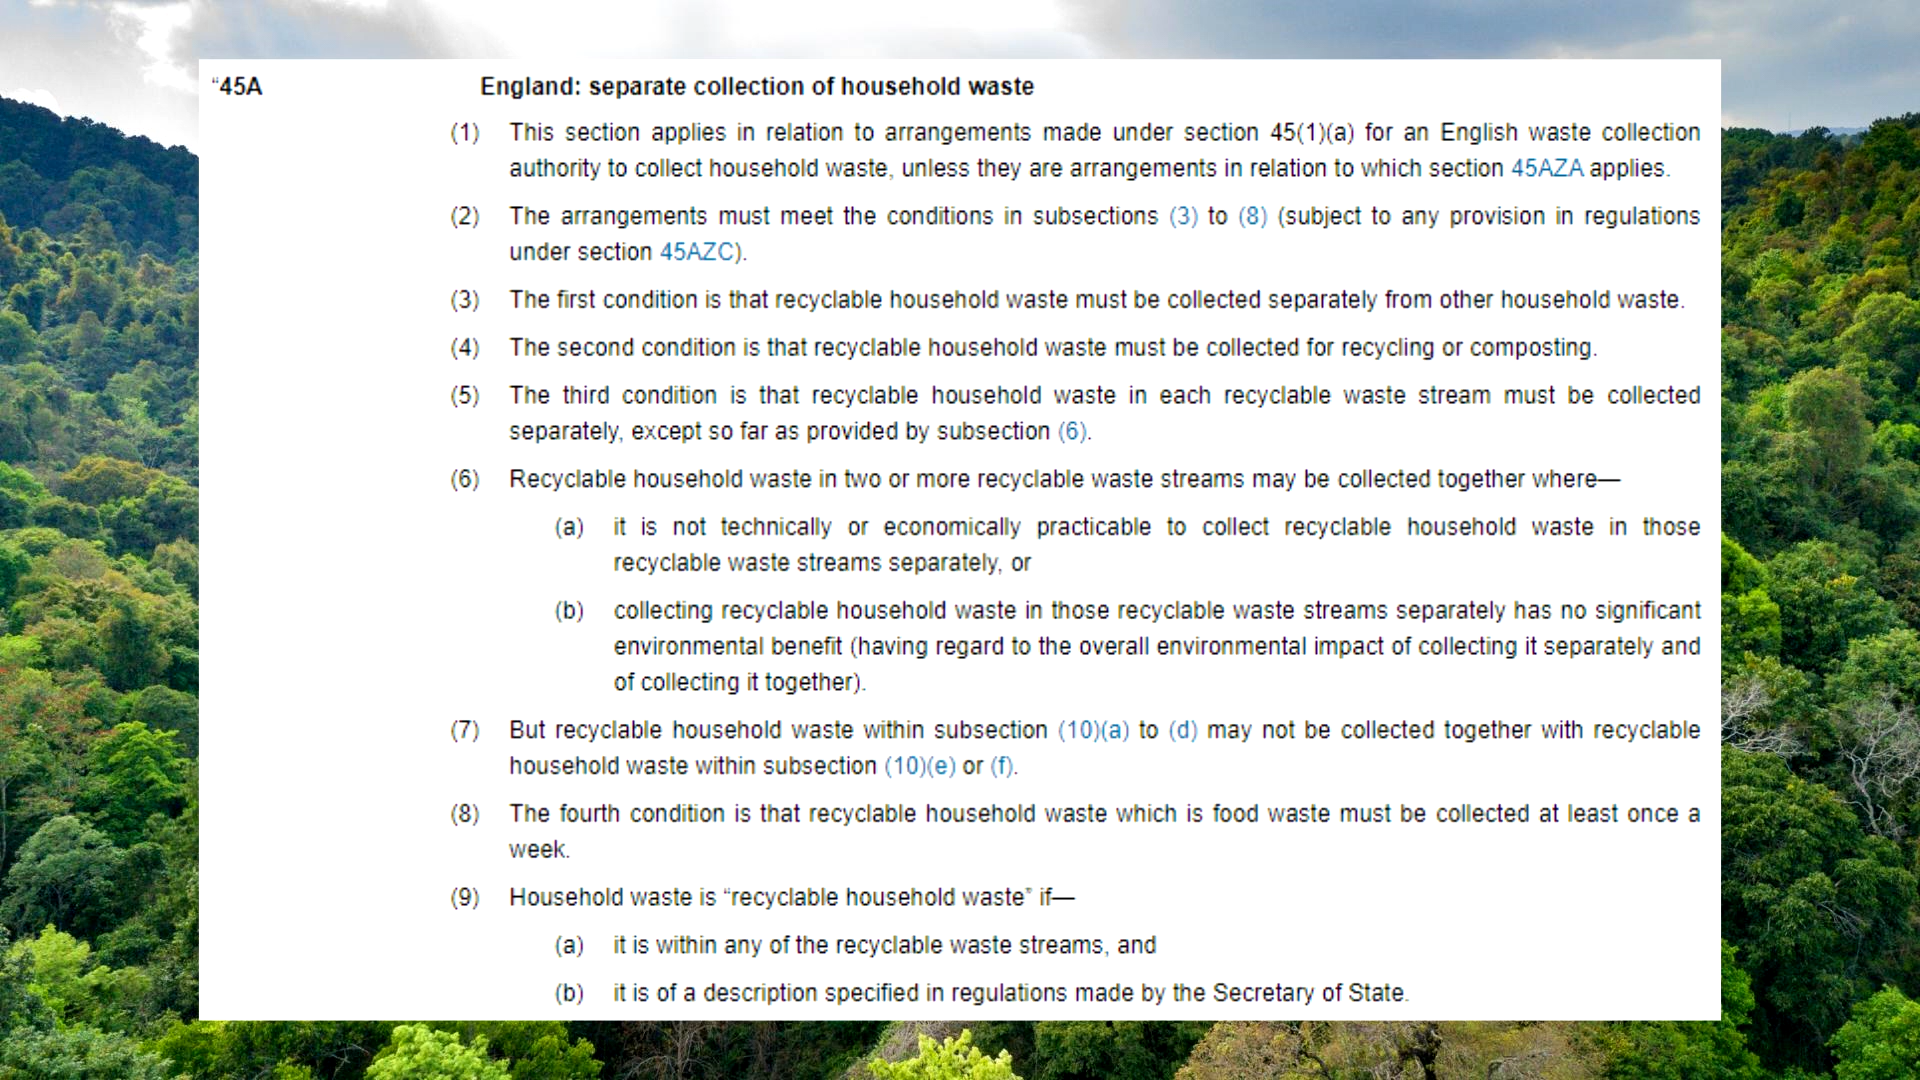 “45A England: separate collection of household waste
(1) This section applies in relation to arrangements made under section 45(1)(a) for an English waste collection
authority to collect household waste, unless they are arrangements in relation to which section 45AZA applies.
(2) The arrangements must meet the conditions in subsections (3) to (8) (subject to any provision in regulations
under section 45AZC).
(3) The first condition is that recyclable household waste must be collected separately from other household waste.
(4) The second condition is that recyclable household waste must be collected for recycling or composting.
(5) The third condition is that recyclable household waste in each recyclable waste stream must be collected
separately, except so far as provided by subsection (6).
(6) Recyclable household waste in two or more recyclable waste streams may be collected together where—
(a) it is not technically or economically practicable to collect recyclable household waste in those
recyclable waste streams separately, or
(b) collecting recyclable household waste in those recyclable waste streams separately has no significant
environmental benefit (having regard to the overall environmental impact of collecting it separately and
of collecting it together).
(7) But recyclable household waste within subsection (10)(a) to (d) may not be collected together with recyclable
household waste within subsection (10)(e) or (f).
(8) The fourth condition is that recyclable household waste which is food waste must be collected at least once a
week.
(9) Household waste is “recyclable household waste” if—
(a) it is within any of the recyclable waste streams, and
(b) it is of a description specified in regulations made by the Secretary of State.